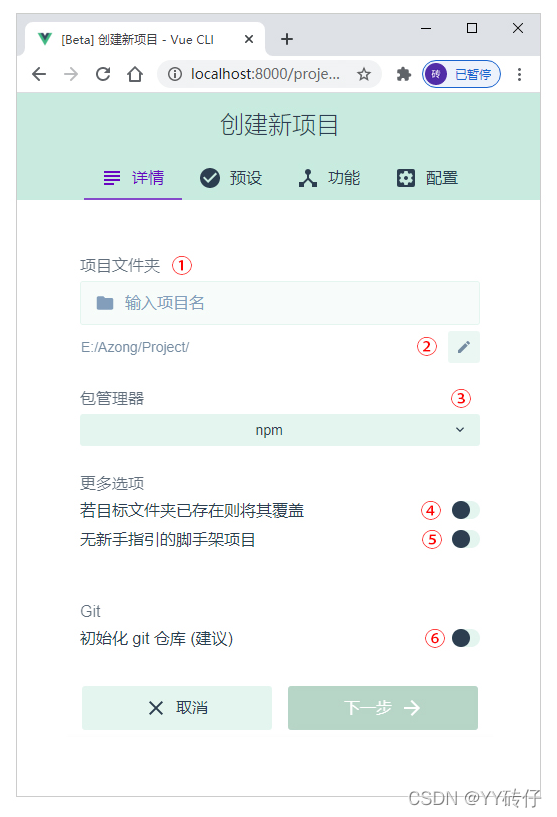 [Beta] 创建新项目 - Vue CLI
localhost:8000/proje...
砖 已暂停
创建新项目
详情 预设 功能 配置
项目文件夹 ①
输入项目名
E:/Azong/Project/ ②
包管理器 ③
npm
更多选项
若目标文件夹已存在则将其覆盖 ④
无新手指引的脚手架项目 ⑤
Git
初始化 git 仓库 (建议) ⑥
取消 下一步
CSDN @YY砖仔